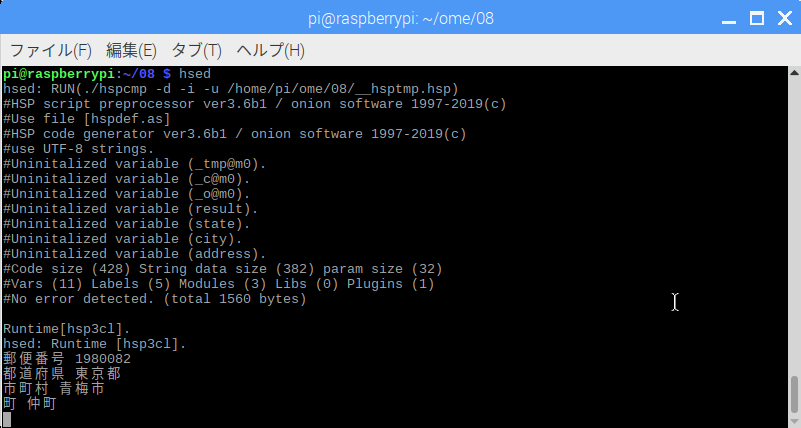 pi@raspberrypi: ~/ome/08
ファイル(F) 編集(E) タブ(T) ヘルプ(H)
pi@raspberrypi:~/08 $ hsed
hsed: RUN(./hspcmp -d -i -u /home/pi/ome/08/__hsptmp.hsp)
#HSP script preprocessor ver3.6b1 / onion software 1997-2019(c)
#Use file [hspdef.as]
#HSP code generator ver3.6b1 / onion software 1997-2019(c)
#use UTF-8 strings.
#Uninitalized variable (_tmp@m0).
#Uninitalized variable (_c@m0).
#Uninitalized variable (_o@m0).
#Uninitalized variable (result).
#Uninitalized variable (state).
#Uninitalized variable (city).
#Uninitalized variable (address).
#Code size (428) String data size (382) param size (32)
#Vars (11) Labels (5) Modules (3) Libs (0) Plugins (1)
#No error detected. (total 1560 bytes)
Runtime[hsp3cl].
hsed: Runtime [hsp3cl].
郵便番号 1980082
都道府県 東京都
市町村 青梅市
町 仲町